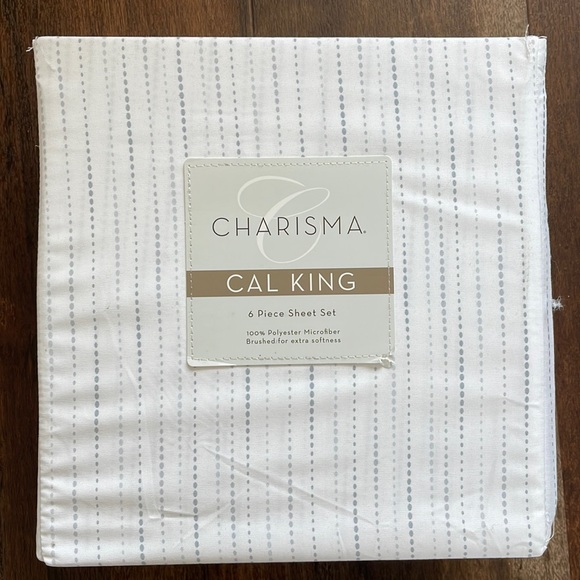 C
CHARISMA®
CAL KING
6 Piece Sheet Set
100% Polyester Microfiber
Brushed for extra softness